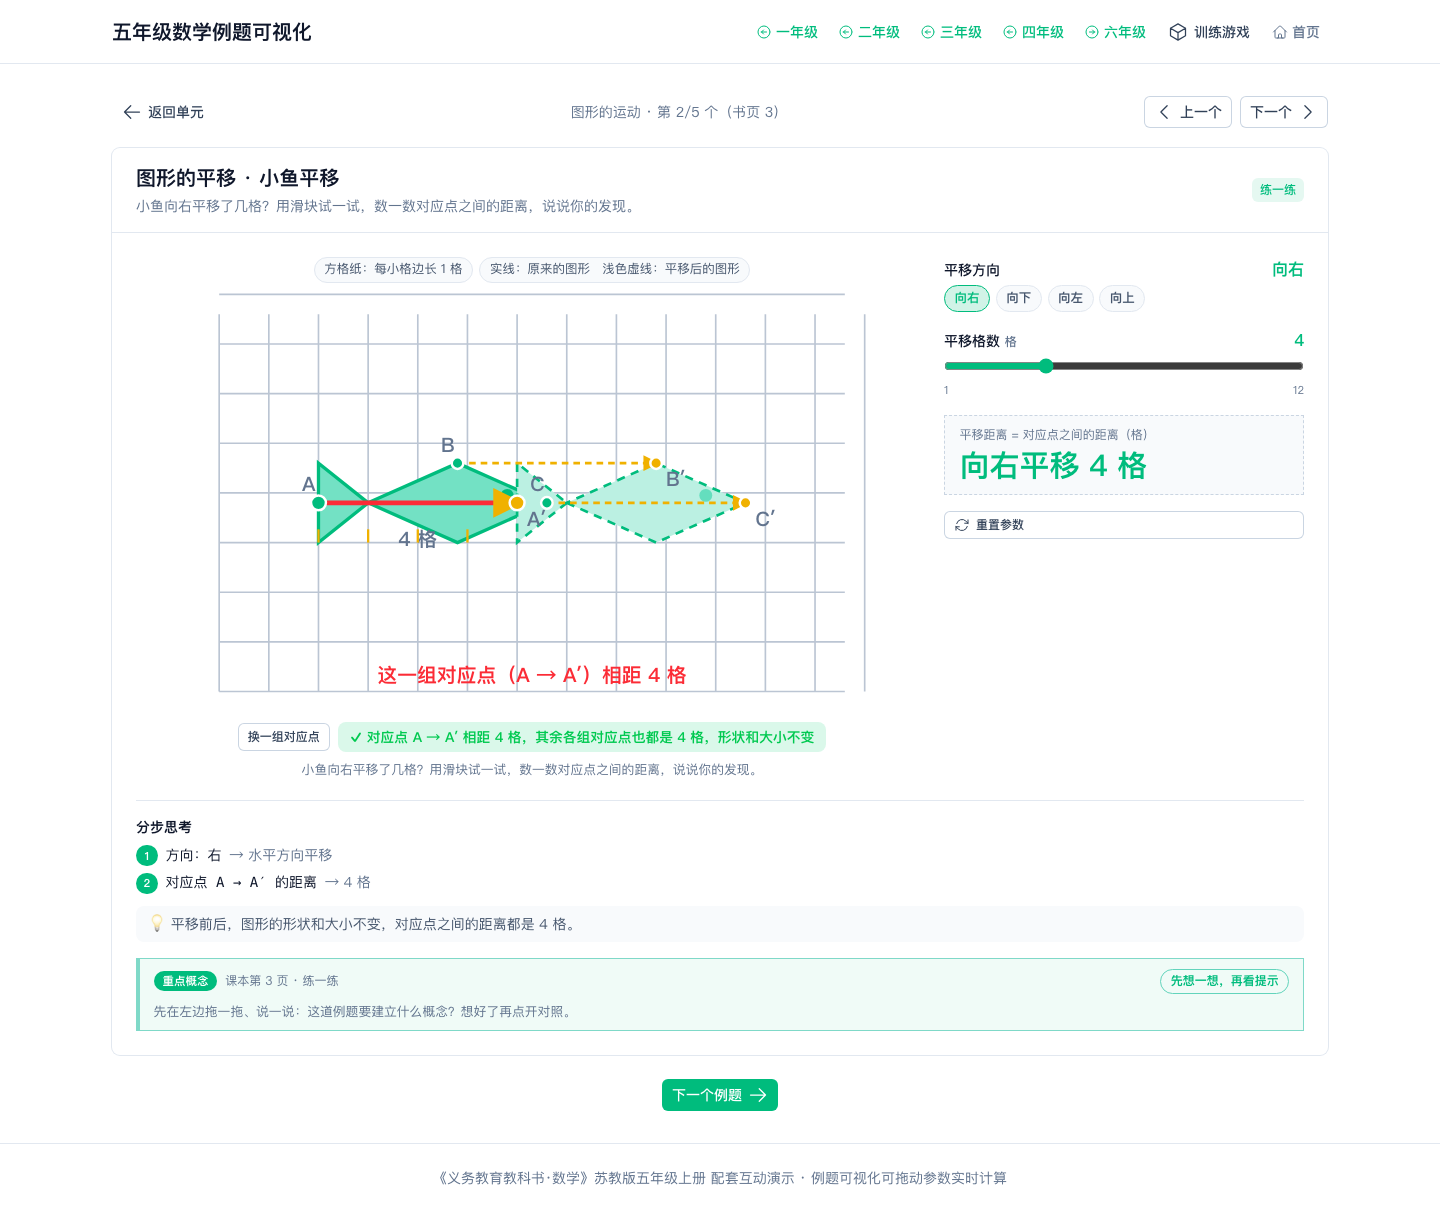 五年级数学例题可视化
一年级 二年级 三年级 四年级 六年级 训练游戏 首页
返回单元
图形的运动 · 第 2/5 个（书页 3）
上一个 下一个
图形的平移 · 小鱼平移
小鱼向右平移了几格？用滑块试一试，数一数对应点之间的距离，说说你的发现。
练一练
方格纸：每小格边长 1 格
实线：原来的图形 浅色虚线：平移后的图形
B
A
C
B′
A′
C′
4 格
这一组对应点（A → A′）相距 4 格
换一组对应点
✓ 对应点 A → A′ 相距 4 格，其余各组对应点也都是 4 格，形状和大小不变
小鱼向右平移了几格？用滑块试一试，数一数对应点之间的距离，说说你的发现。
平移方向 向右
向右 向下 向左 向上
平移格数 格 4
1 12
平移距离 = 对应点之间的距离（格）
向右平移 4 格
重置参数
分步思考
1 方向：右 → 水平方向平移
2 对应点 A → A′ 的距离 → 4 格
💡 平移前后，图形的形状和大小不变，对应点之间的距离都是 4 格。
重点概念 课本第 3 页 · 练一练
先想一想，再看提示
先在左边拖一拖、说一说：这道例题要建立什么概念？想好了再点开对照。
下一个例题 →
《义务教育教科书·数学》苏教版五年级上册 配套互动演示 · 例题可视化可拖动参数实时计算